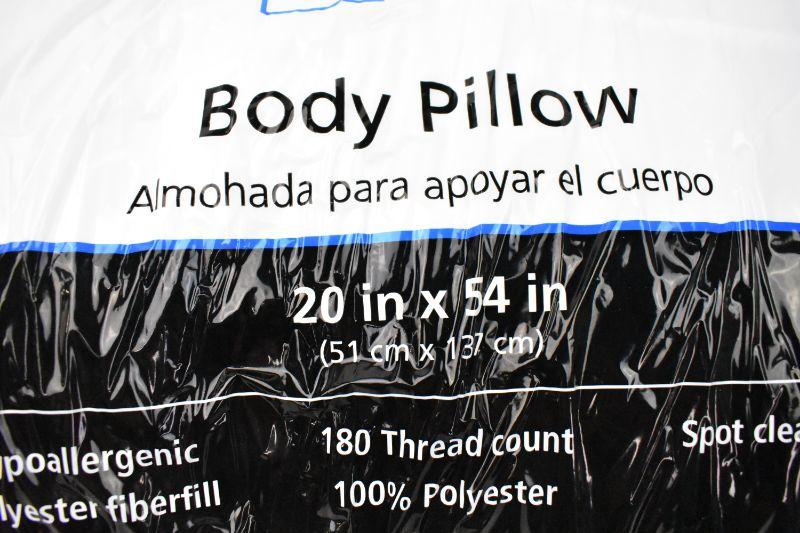 Body Pillow
Almohada para apoyar el cuerpo
20 in x 54 in
(51 cm x 137 cm)
ypoallergenic
lyester fiberfill
180 Thread count
100% Polyester
Spot clea